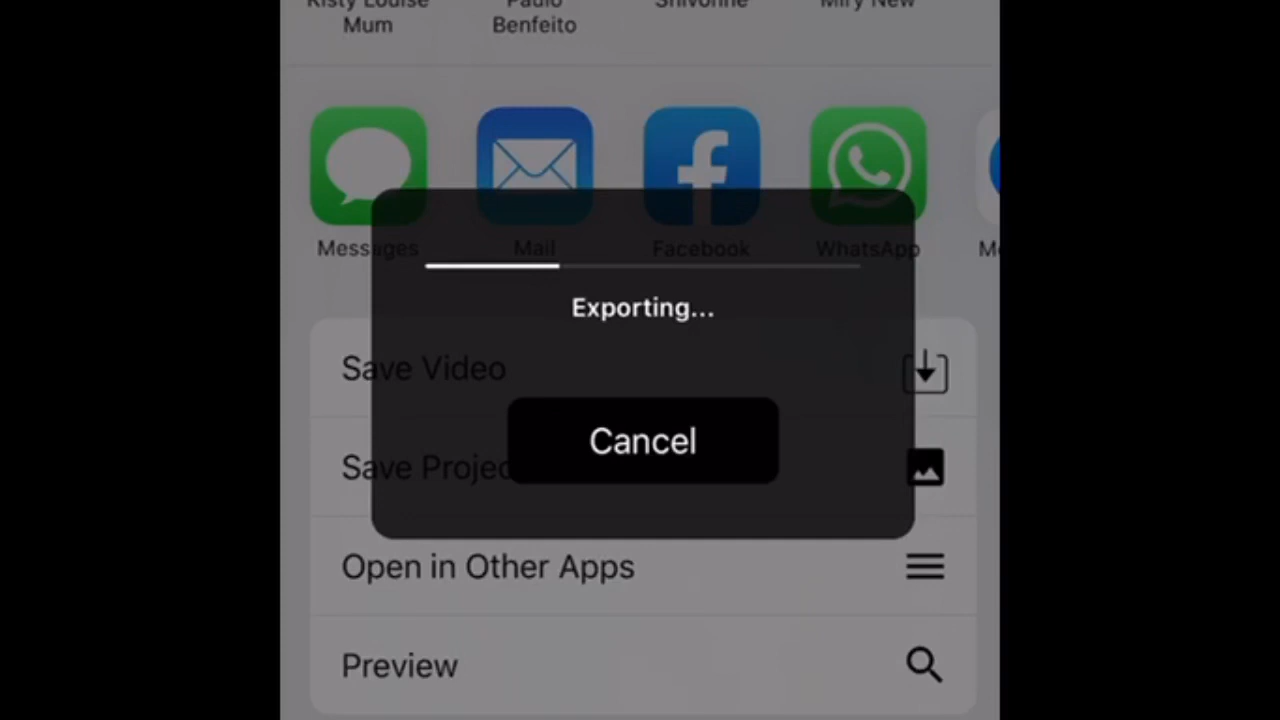 Kisty Louise
Mum
Paulo
Benfeito
Shivonne
Miry New
Messages
Mail
Facebook
WhatsApp
Exporting...
Cancel
Save Video
Save Projec
Open in Other Apps
Preview